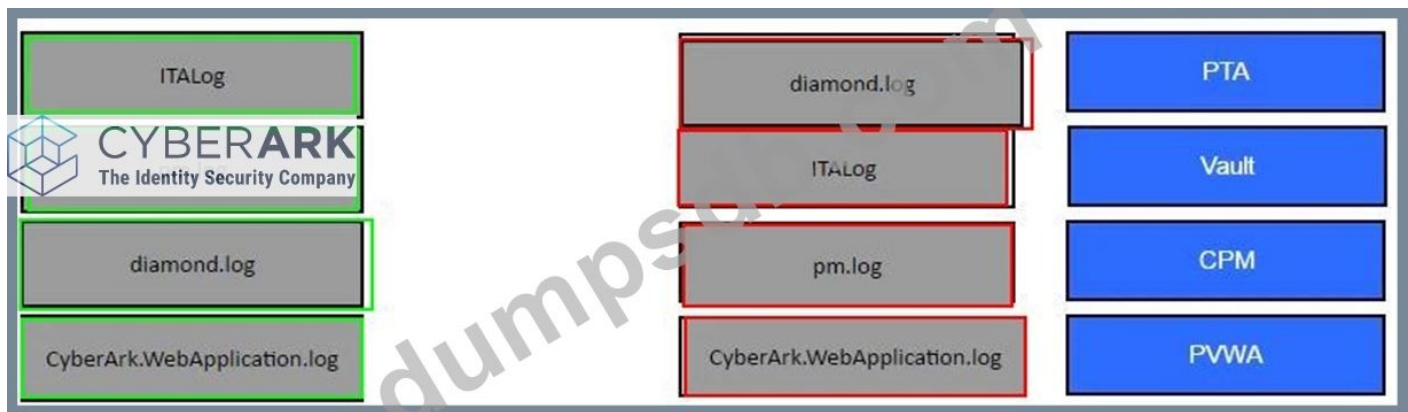 ITALog
diamond.log
PTA
CYBERARK
The Identity Security Company
ITALog
Vault
diamond.log
pm.log
CPM
CyberArk.WebApplication.log
CyberArk.WebApplication.log
PVWA